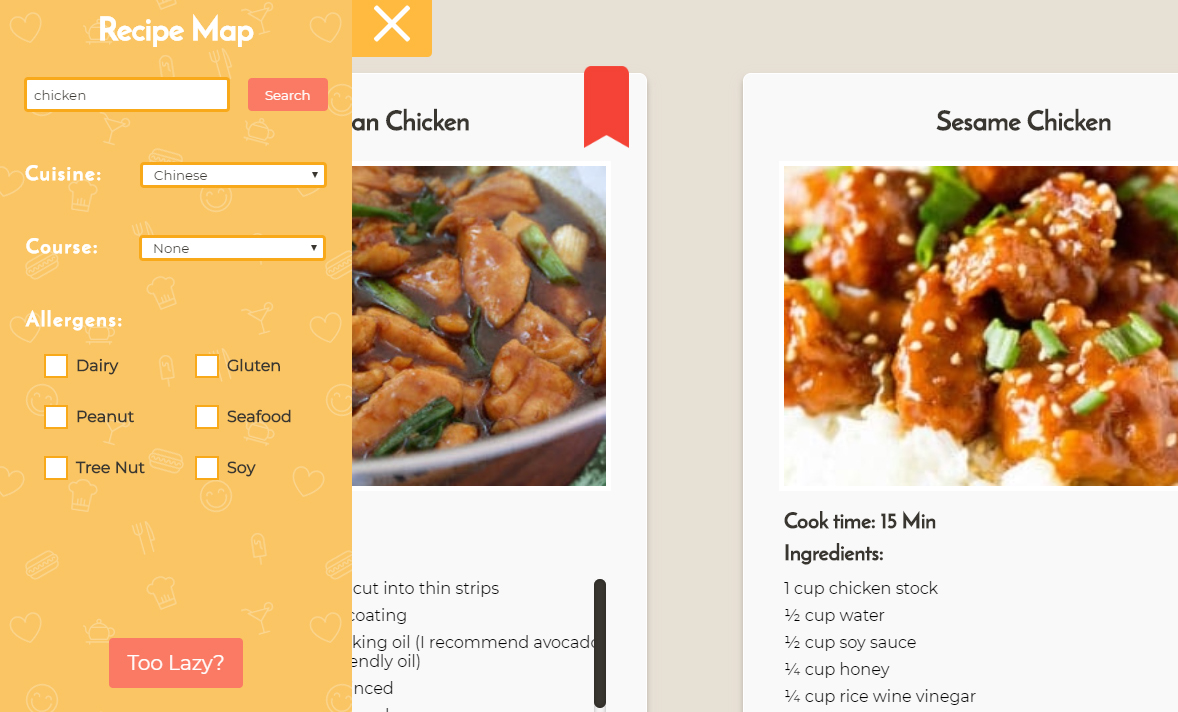 Recipe Map
chicken
Search
Cuisine:
Chinese
Course:
None
Allergens:
Dairy
Gluten
Peanut
Seafood
Tree Nut
Soy
Too Lazy?
an Chicken
cut into thin strips
coating
king oil (I recommend avocado
endly oil)
nced
Sesame Chicken
Cook time: 15 Min
Ingredients:
1 cup chicken stock
½ cup water
½ cup soy sauce
¼ cup honey
¼ cup rice wine vinegar